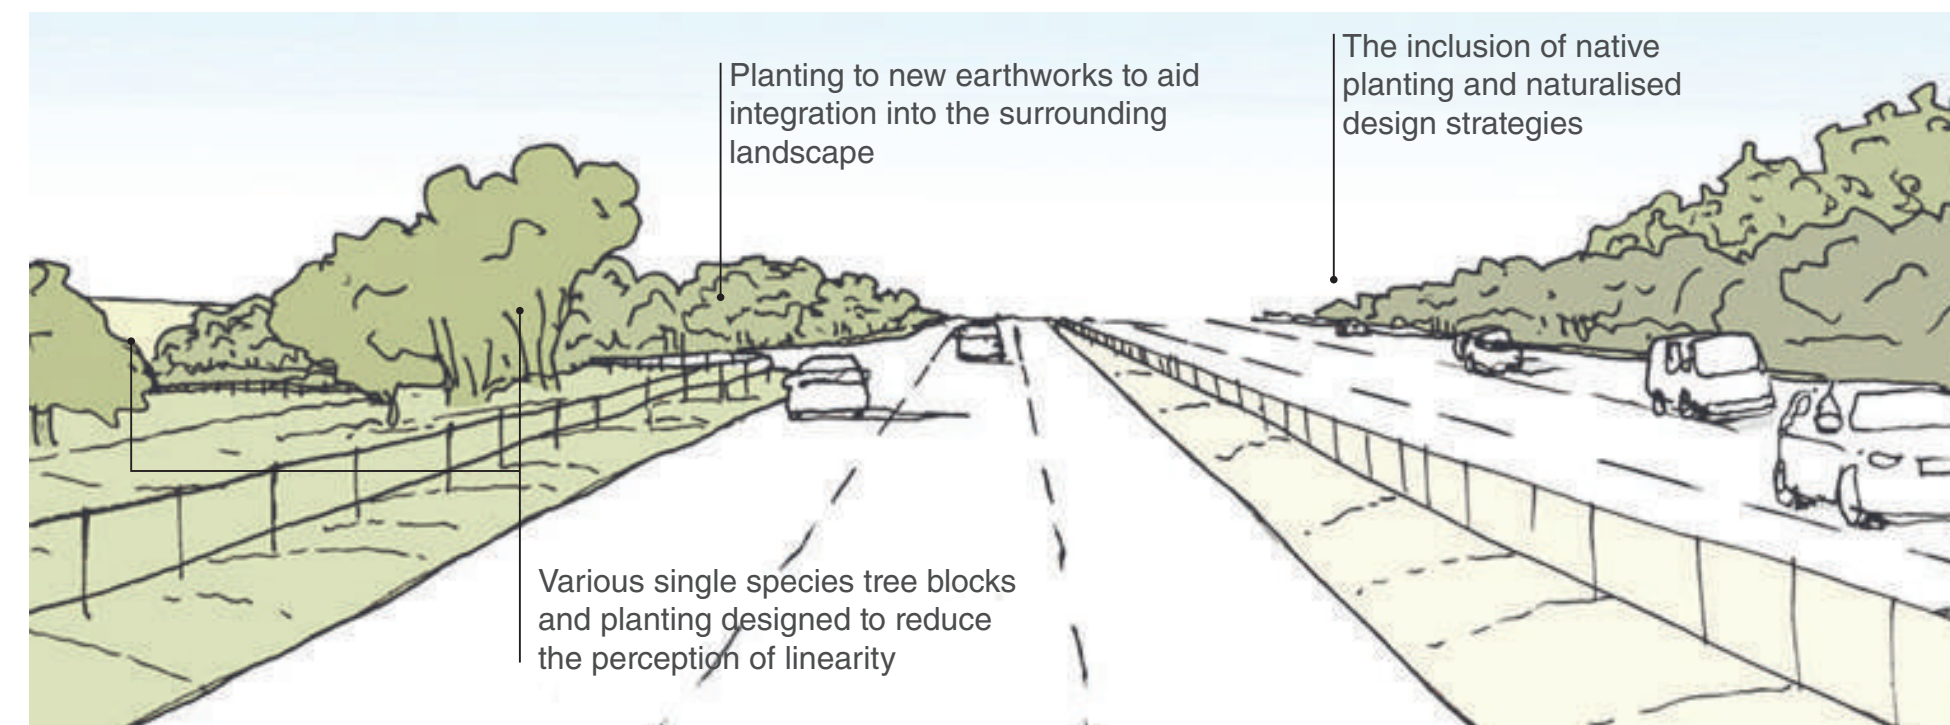 Planting to new earthworks to aid
integration into the surrounding
landscape
The inclusion of native
planting and naturalised
design strategies
Various single species tree blocks
and planting designed to reduce
the perception of linearity